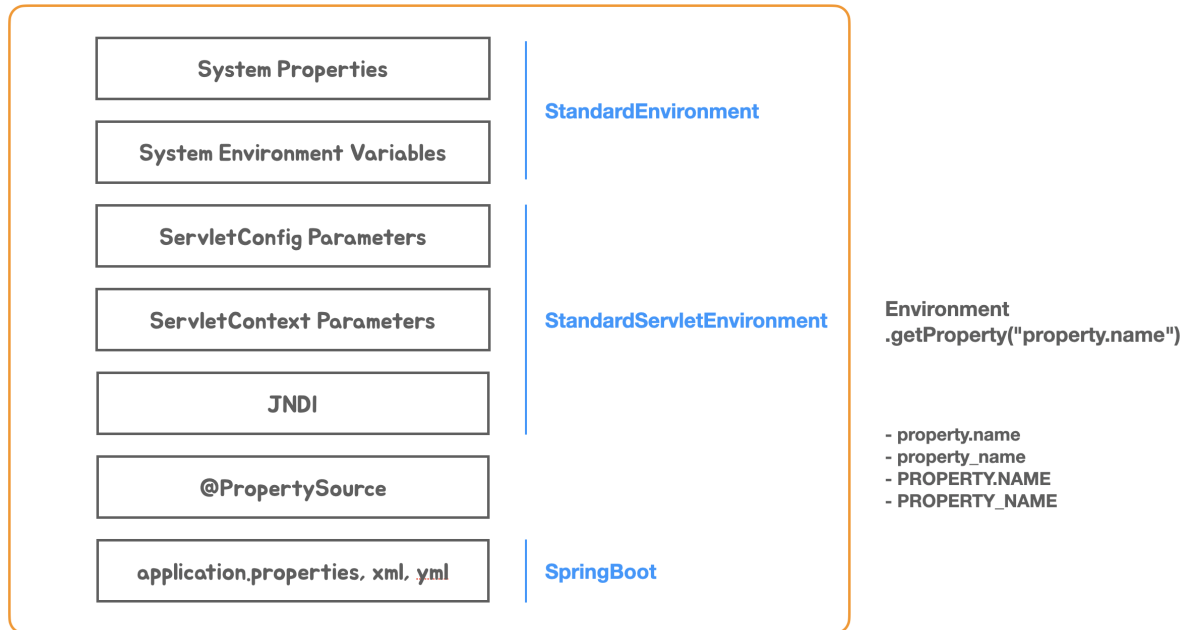 System Properties
StandardEnvironment
System Environment Variables
ServletConfig Parameters
ServletContext Parameters
StandardServletEnvironment
JNDI
@PropertySource
application.properties, xml, yml
SpringBoot
Environment
.getProperty("property.name")
- property.name
- property_name
- PROPERTY.NAME
- PROPERTY_NAME